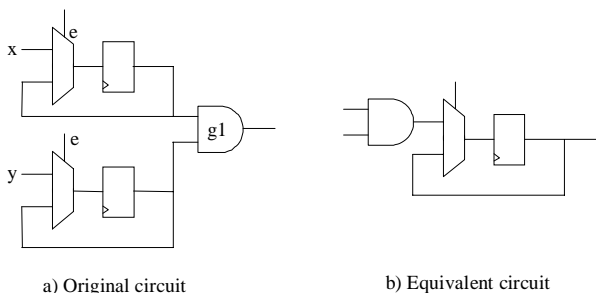 e
x
g1
e
y
a) Original circuit
b) Equivalent circuit